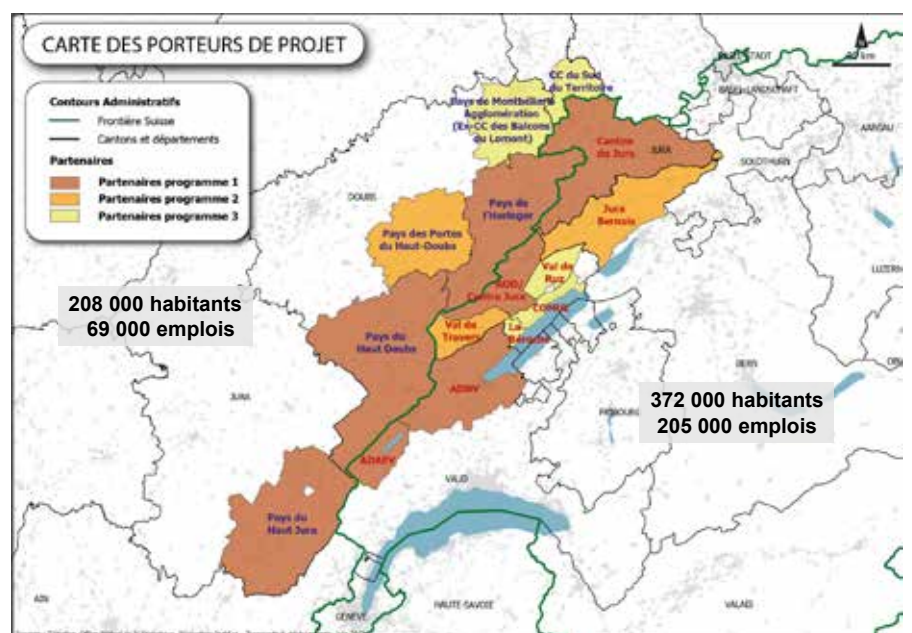 CARTE DES PORTEURS DE PROJET
Contours Administratifs
Frontière Suisse
Cantons et départements
Partenaires
Partenaires programme 1
Partenaires programme 2
Partenaires programme 3
CC du Sud
du Territoire
Pays de Montbéliard
Agglomération
(Ex-CC des Balcons
du Lomont)
BASEL-LANDSCHAFT
AARGAU
SOLOTHURN
Canton
du Jura
JURA
DOUBS
Pays de
l'Horloger
Jura
Bernois
Pays des Portes
du Haut-Doubs
Val de
Ruz
LUZERN
208 000 habitants
69 000 emplois
Centre Jura
COMUL
Val de
Travers
La
Béroche
Pays du
Haut Doubs
BERN
JURA
ADNV
372 000 habitants
205 000 emplois
FRIBOURG
ADAEV
VAUD
Pays du
Haut Jura
AIN
GENEVE
HAUTE-SAVOIE
VALAIS